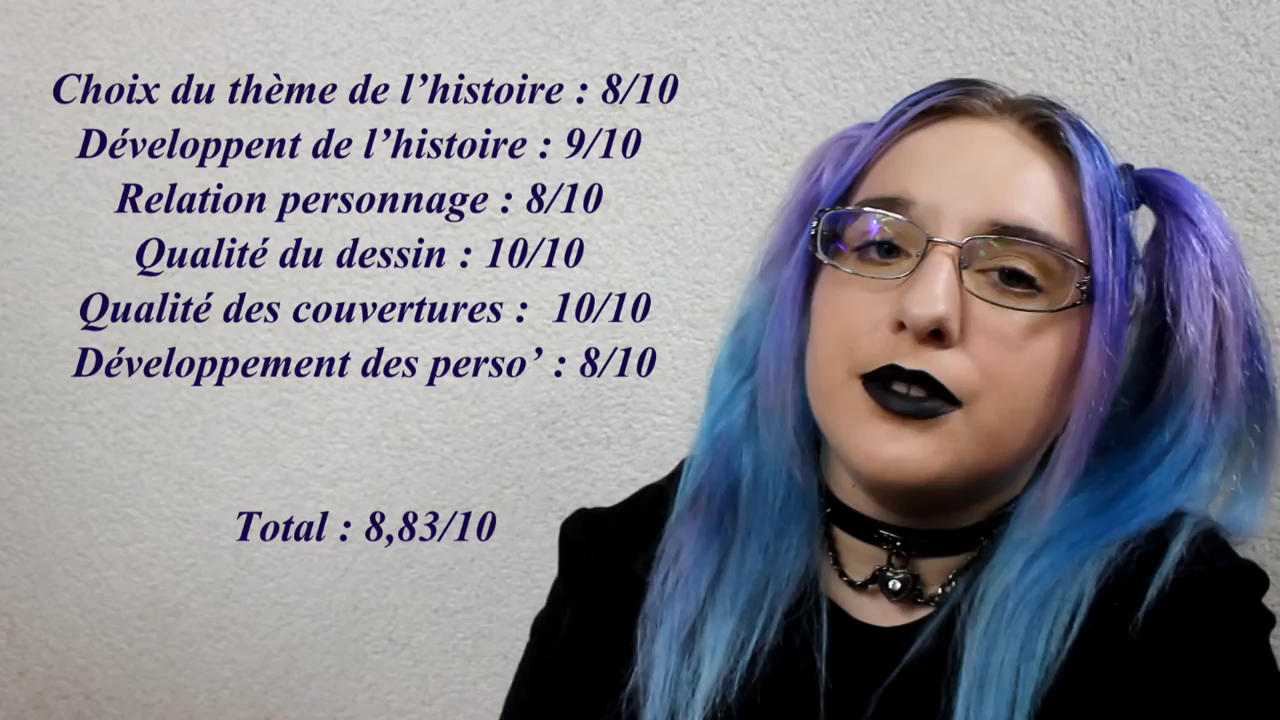 Choix du thème de l’histoire : 8/10
Développent de l’histoire : 9/10
Relation personnage : 8/10
Qualité du dessin : 10/10
Qualité des couvertures :  10/10
Développement des perso’ : 8/10
Total : 8,83/10